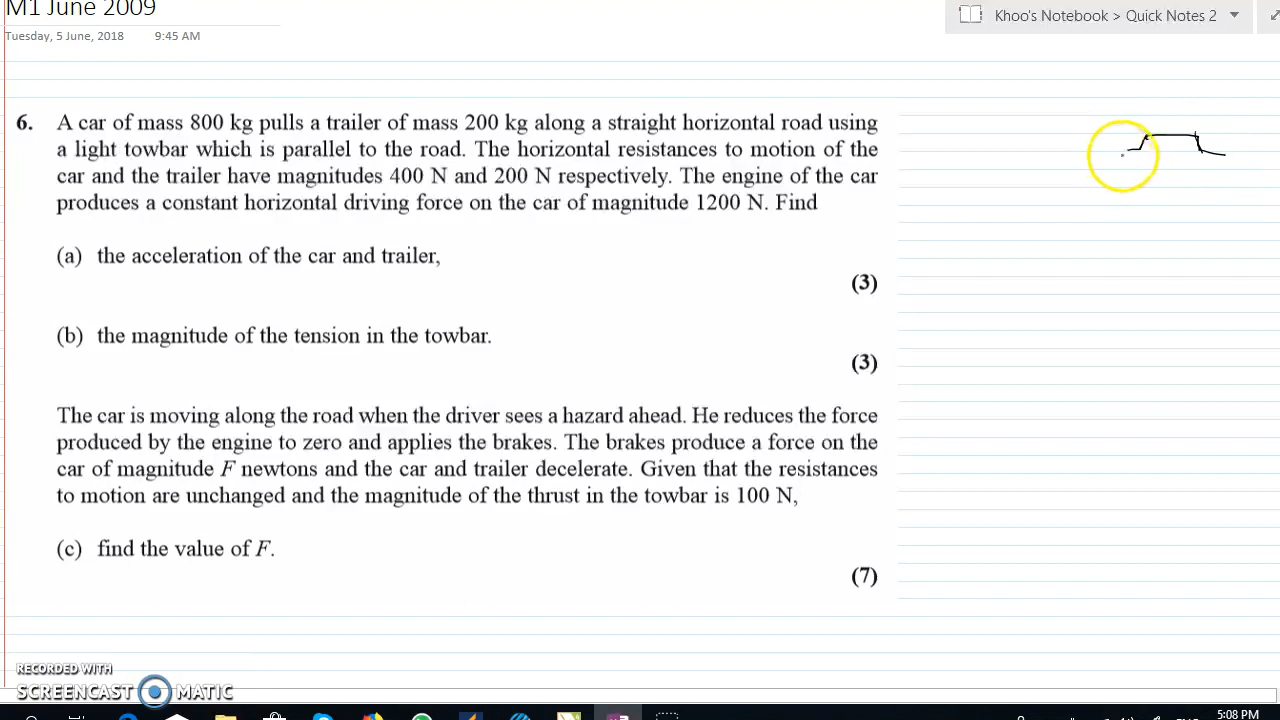 M1 June 2009
Khoo's Notebook > Quick Notes 2
Tuesday, 5 June, 2018 9:45 AM
6. A car of mass 800 kg pulls a trailer of mass 200 kg along a straight horizontal road using
a light towbar which is parallel to the road. The horizontal resistances to motion of the
car and the trailer have magnitudes 400 N and 200 N respectively. The engine of the car
produces a constant horizontal driving force on the car of magnitude 1200 N. Find
(a) the acceleration of the car and trailer,
(3)
(b) the magnitude of the tension in the towbar.
(3)
The car is moving along the road when the driver sees a hazard ahead. He reduces the force
produced by the engine to zero and applies the brakes. The brakes produce a force on the
car of magnitude F newtons and the car and trailer decelerate. Given that the resistances
to motion are unchanged and the magnitude of the thrust in the towbar is 100 N,
(c) find the value of F.
(7)
RECORDED WITH
SCREENCAST MATIC
5:08 PM